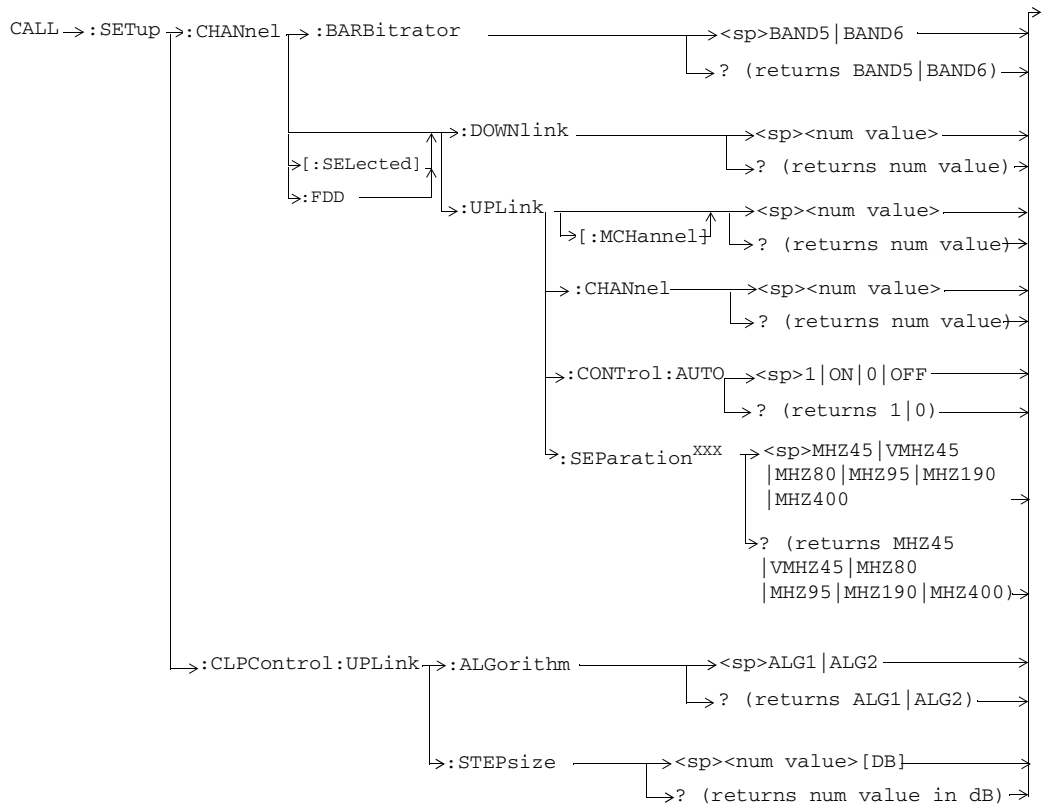 CALL :SETup :CHANnel :BARBitrator <sp>BAND5|BAND6
? (returns BAND5|BAND6)
:DOWNlink <sp><num value>
[:SELected] ? (returns num value)
:FDD
:UPLink <sp><num value>
[:MCHannel] ? (returns num value)
:CHANnel <sp><num value>
? (returns num value)
:CONTrol:AUTO <sp>1|ON|0|OFF
? (returns 1|0)
:SEParationXXX <sp>MHZ45|VMHZ45
|MHZ80|MHZ95|MHZ190
|MHZ400
? (returns MHZ45
|VMHZ45|MHZ80
|MHZ95|MHZ190|MHZ400)
:CLPControl:UPLink :ALGorithm <sp>ALG1|ALG2
? (returns ALG1|ALG2)
:STEPsize <sp><num value>[DB]
? (returns num value in dB)